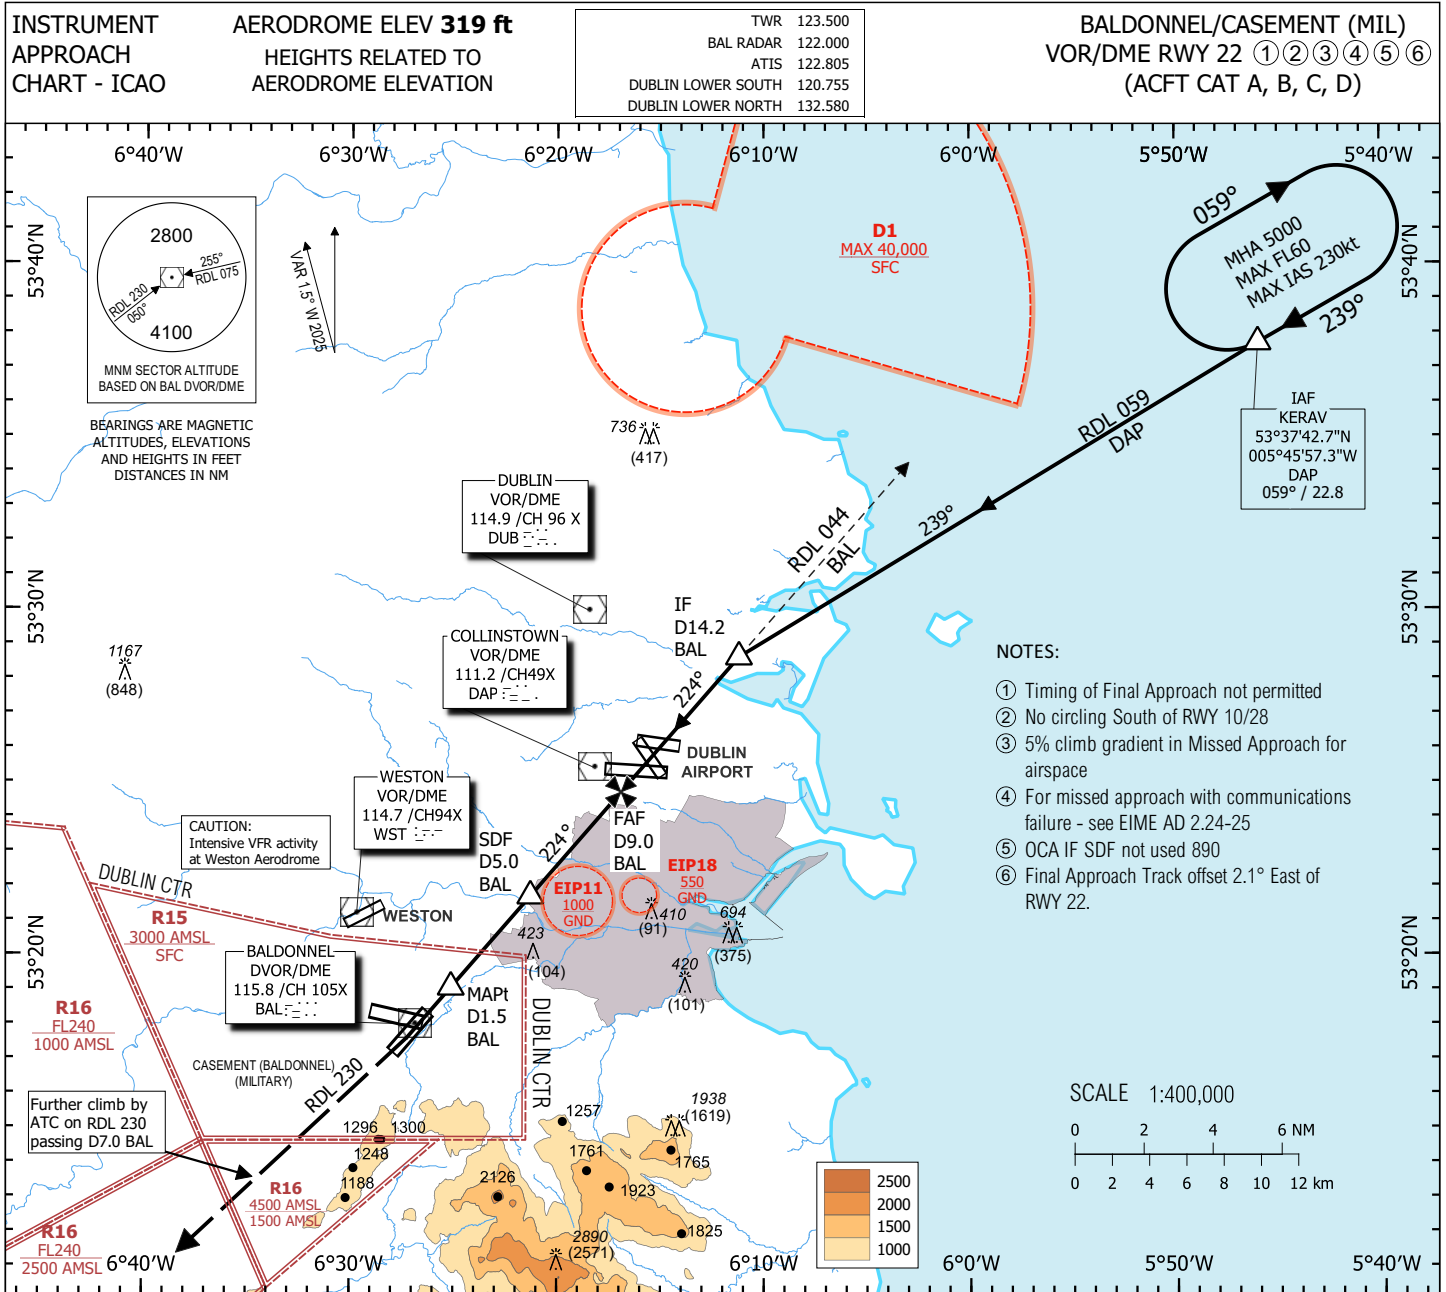 INSTRUMENT
APPROACH
CHART - ICAO
AERODROME ELEV 319 ft
HEIGHTS RELATED TO
AERODROME ELEVATION
TWR 123.500
BAL RADAR 122.000
ATIS 122.805
DUBLIN LOWER SOUTH 120.755
DUBLIN LOWER NORTH 132.580
BALDONNEL/CASEMENT (MIL)
VOR/DME RWY 22 ①②③④⑤⑥
(ACFT CAT A, B, C, D)
6°40'W 6°30'W 6°20'W 6°10'W 6°0'W 5°50'W 5°40'W
53°40'N
53°40'N
2800
255°
RDL 075
RDL 230
050°
4100
MNM SECTOR ALTITUDE
BASED ON BAL DVOR/DME
VAR 1.5° W 2025
BEARINGS ARE MAGNETIC
ALTITUDES, ELEVATIONS
AND HEIGHTS IN FEET
DISTANCES IN NM
D1
MAX 40,000
SFC
059°
MHA 5000
MAX FL60
MAX IAS 230kt
239°
IAF
KERAV
53°37'42.7"N
005°45'57.3"W
DAP
059° / 22.8
RDL 059
DAP
239°
RDL 044
BAL
736
(417)
DUBLIN
VOR/DME
114.9 /CH 96 X
DUB
53°30'N
53°30'N
IF
D14.2
BAL
COLLINSTOWN
VOR/DME
111.2 /CH49X
DAP
1167
(848)
224°
DUBLIN
AIRPORT
NOTES:
① Timing of Final Approach not permitted
② No circling South of RWY 10/28
③ 5% climb gradient in Missed Approach for
airspace
④ For missed approach with communications
failure - see EIME AD 2.24-25
⑤ OCA IF SDF not used 890
⑥ Final Approach Track offset 2.1° East of
RWY 22.
WESTON
VOR/DME
114.7 /CH94X
WST
CAUTION:
Intensive VFR activity
at Weston Aerodrome
FAF
D9.0
BAL
SDF
D5.0
BAL
224°
EIP11
1000
GND
EIP18
550
GND
410
(91)
694
(375)
423
(104)
420
(101)
DUBLIN CTR
WESTON
R15
3000 AMSL
SFC
53°20'N
53°20'N
BALDONNEL
DVOR/DME
115.8 /CH 105X
BAL
MAPt
D1.5
BAL
DUBLIN CTR
R16
FL240
1000 AMSL
CASEMENT (BALDONNEL)
(MILITARY)
RDL 230
Further climb by
ATC on RDL 230
passing D7.0 BAL
1296 1300
1248
1188
1257
1938
(1619)
1761
1765
2126
1923
1825
2890
(2571)
R16
4500 AMSL
1500 AMSL
R16
FL240
2500 AMSL
SCALE 1:400,000
0 2 4 6 NM
0 2 4 6 8 10 12 km
2500
2000
1500
1000
6°40'W 6°30'W 6°10'W 6°0'W 5°50'W 5°40'W